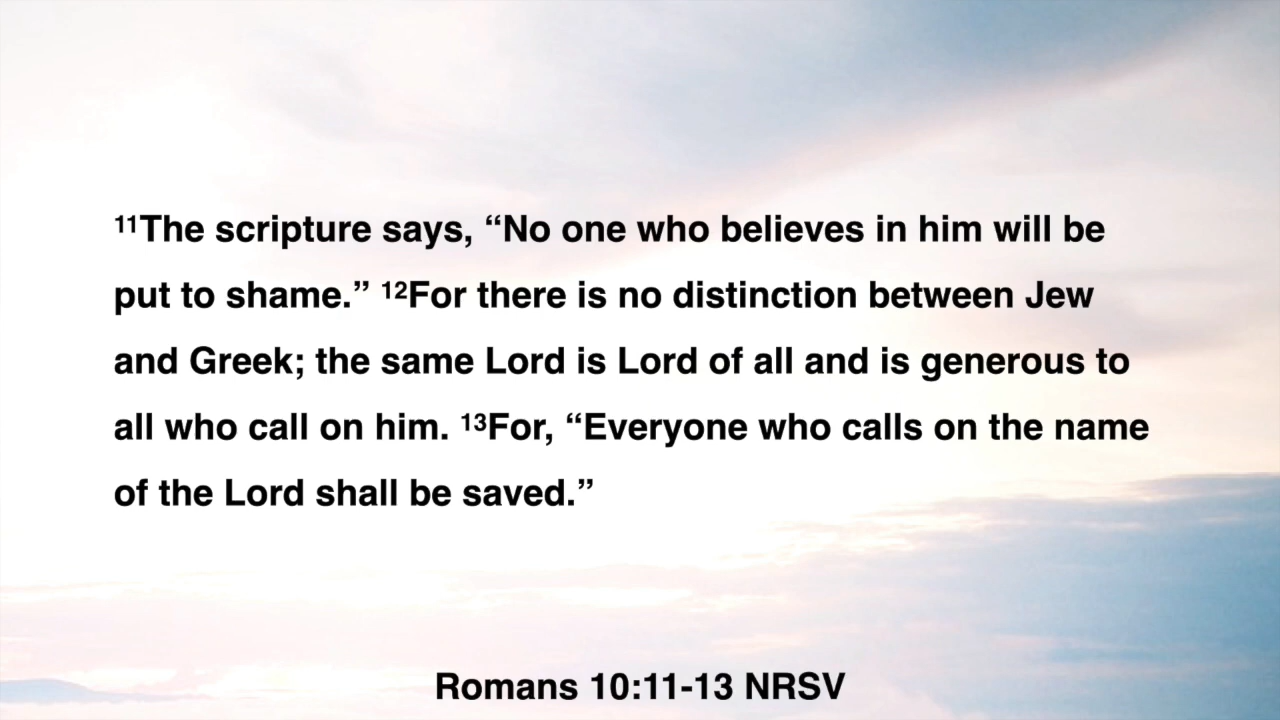 ¹¹The scripture says, “No one who believes in him will be
put to shame.” ¹²For there is no distinction between Jew
and Greek; the same Lord is Lord of all and is generous to
all who call on him. ¹³For, “Everyone who calls on the name
of the Lord shall be saved.”
Romans 10:11-13 NRSV